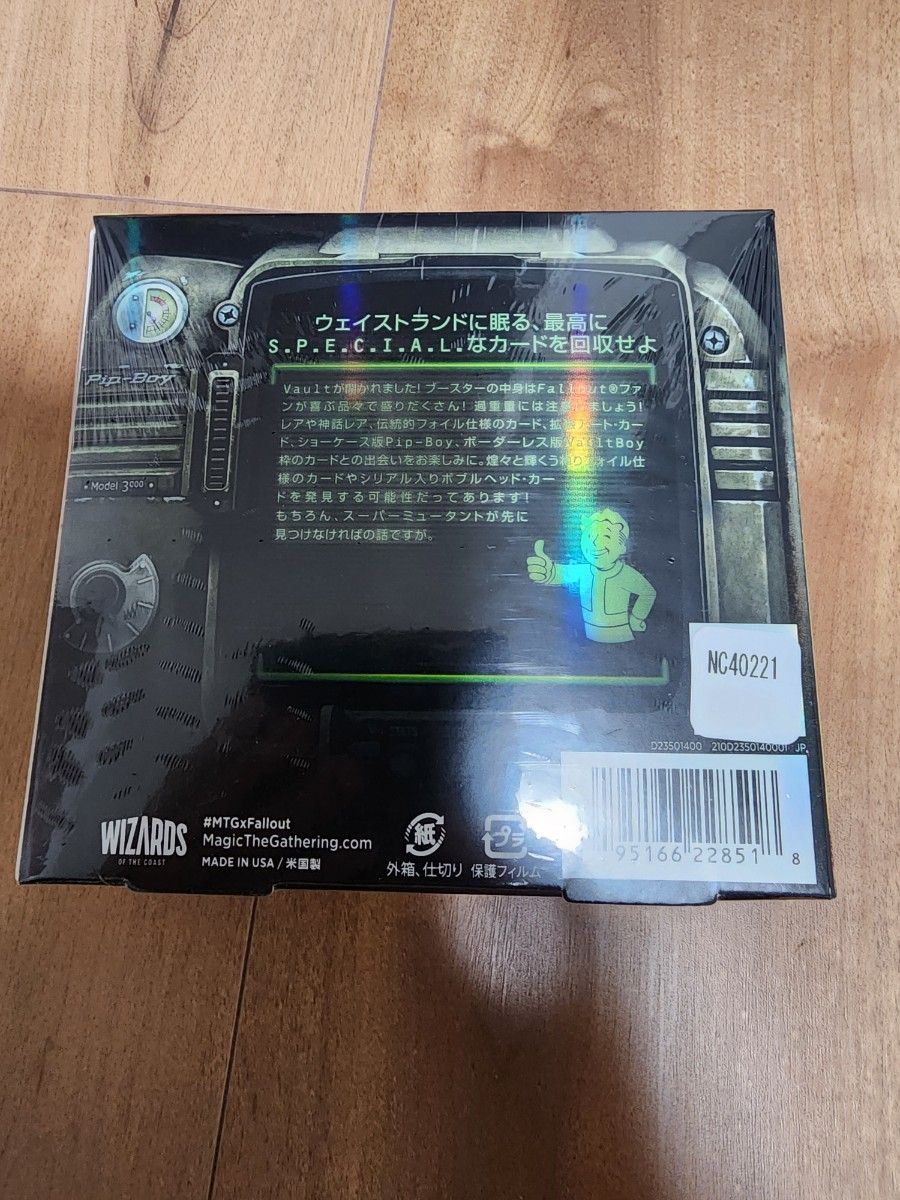 ウェイストランドに眠る、最高に
S.P.E.C.I.A.L.なカードを回収せよ
Pip-Boy
Vaultが開かれました!ブースターの中身はFallout®ファ
ンが喜ぶ品々で盛りだくさん!過重量には注意しましょう!
レアや神話レア、伝統的フォイル仕様のカード、拡張アート・カー
ド、ショーケース版Pip-Boy、ボーダーレス版VaultBoy
枠のカードとの出会いをお楽しみに。煌々と輝くうねりフォイル仕
様のカードやシリアル入りボブルヘッド・カー
ドを発見する可能性だってあります!
もちろん、スーパーミュータントが先に
見つけなければの話ですが。
Model 3000
NC40221
D23501400 210D2350140001 JP
WIZARDS
OF THE COAST
#MTGxFallout
MagicTheGathering.com
MADE IN USA / 米国製
紙
外箱、仕切り
プラ
保護フィルム
95166 22851 8